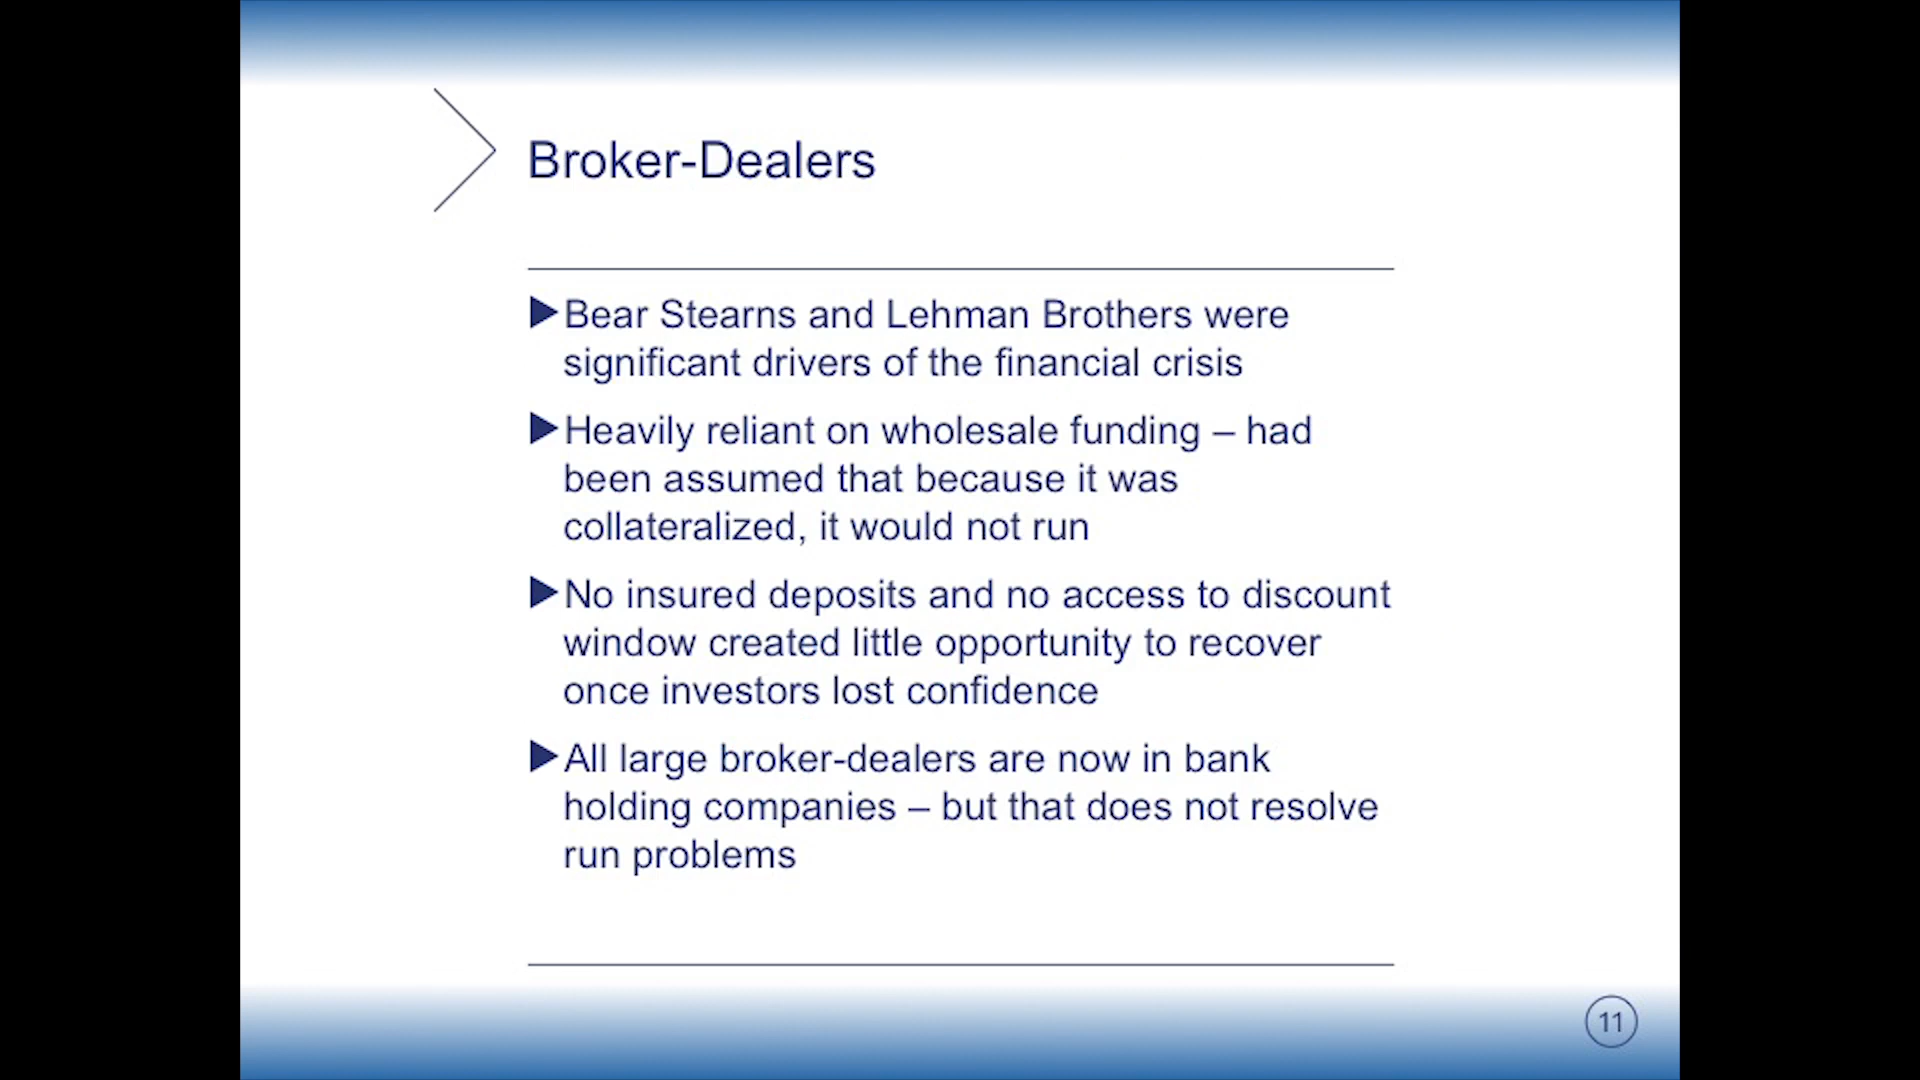 Broker-Dealers
Bear Stearns and Lehman Brothers were
significant drivers of the financial crisis
Heavily reliant on wholesale funding – had
been assumed that because it was
collateralized, it would not run
No insured deposits and no access to discount
window created little opportunity to recover
once investors lost confidence
All large broker-dealers are now in bank
holding companies – but that does not resolve
run problems
11